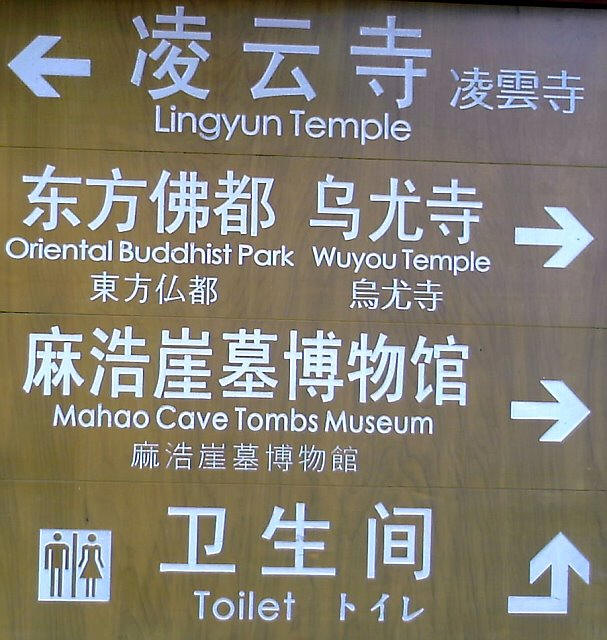 凌云寺 凌雲寺
Lingyun Temple
东方佛都 乌尤寺
Oriental Buddhist Park Wuyou Temple
東方仏都 烏尤寺
麻浩崖墓博物馆
Mahao Cave Tombs Museum
麻浩崖墓博物館
卫生间
Toilet トイレ